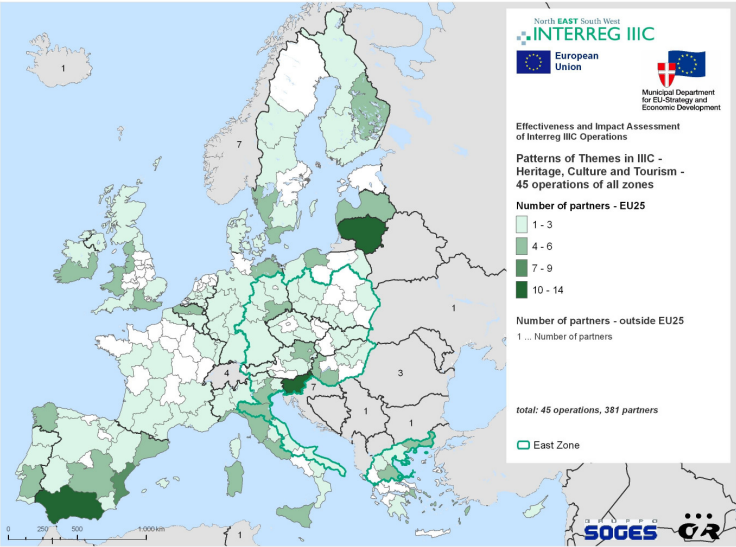 North EAST South West
INTERREG IIIC
European
Union
Municipal Department
for EU-Strategy and
Economic Development
Effectiveness and Impact Assessment
of Interreg IIIC Operations
Patterns of Themes in IIIC -
Heritage, Culture and Tourism -
45 operations of all zones
Number of partners - EU25
1 - 3
4 - 6
7 - 9
10 - 14
Number of partners - outside EU25
1 ... Number of partners
total: 45 operations, 381 partners
East Zone
1
7
1
4
3
7
1
1
1
1
0 250 500 1.000 km
GRUPPO
SOGES
ÖIR